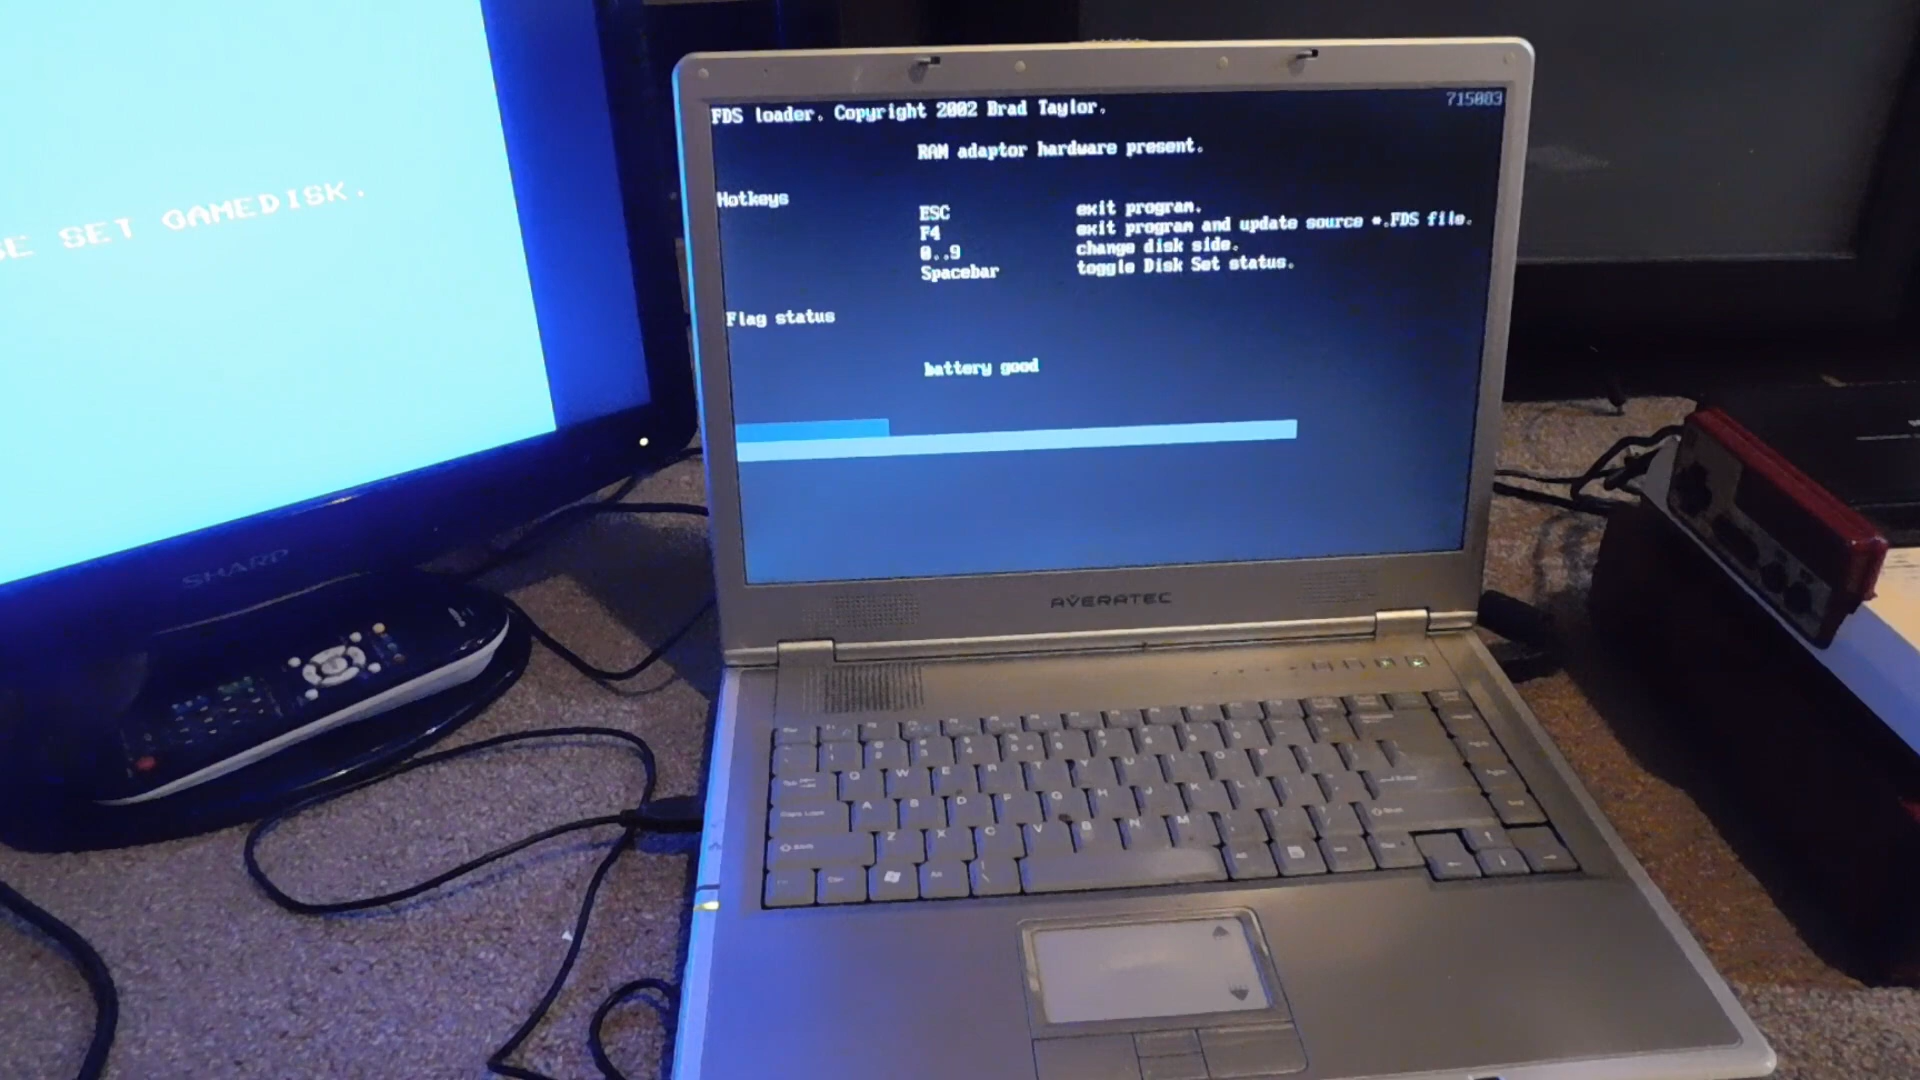 SET GAMEDISK.
SHARP
FDS loader. Copyright 2002 Brad Taylor.
715003
RAM adaptor hardware present.
Hotkeys
ESC exit program.
F4 exit program and update source *.FDS file.
0..9 change disk side.
Spacebar toggle Disk Set status.
Flag status
battery good
AVERATEC
Q W E R T Y U I O P
A S D F G H J K L
Z X C V B N M